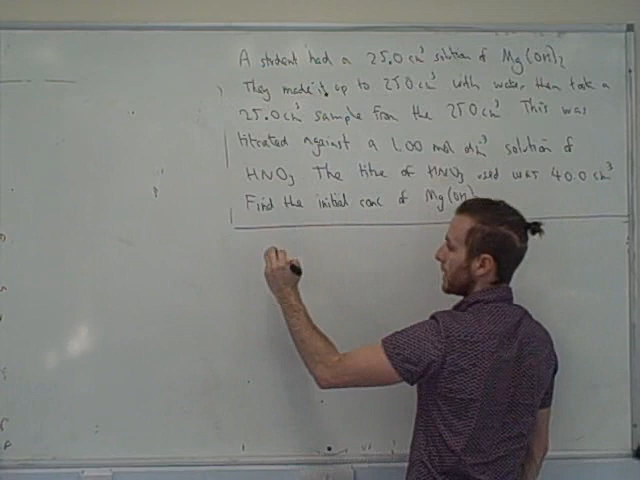 A student had a 25.0 cm³ solution of Mg(OH)₂
They made it up to 250 cm³ with water, then took a
25.0 cm³ sample from the 250 cm³ This was
titrated against a 1.00 mol dm⁻³ solution of
HNO₃ The titre of HNO₃ used was 40.0 cm³
Find the initial conc of Mg(OH)